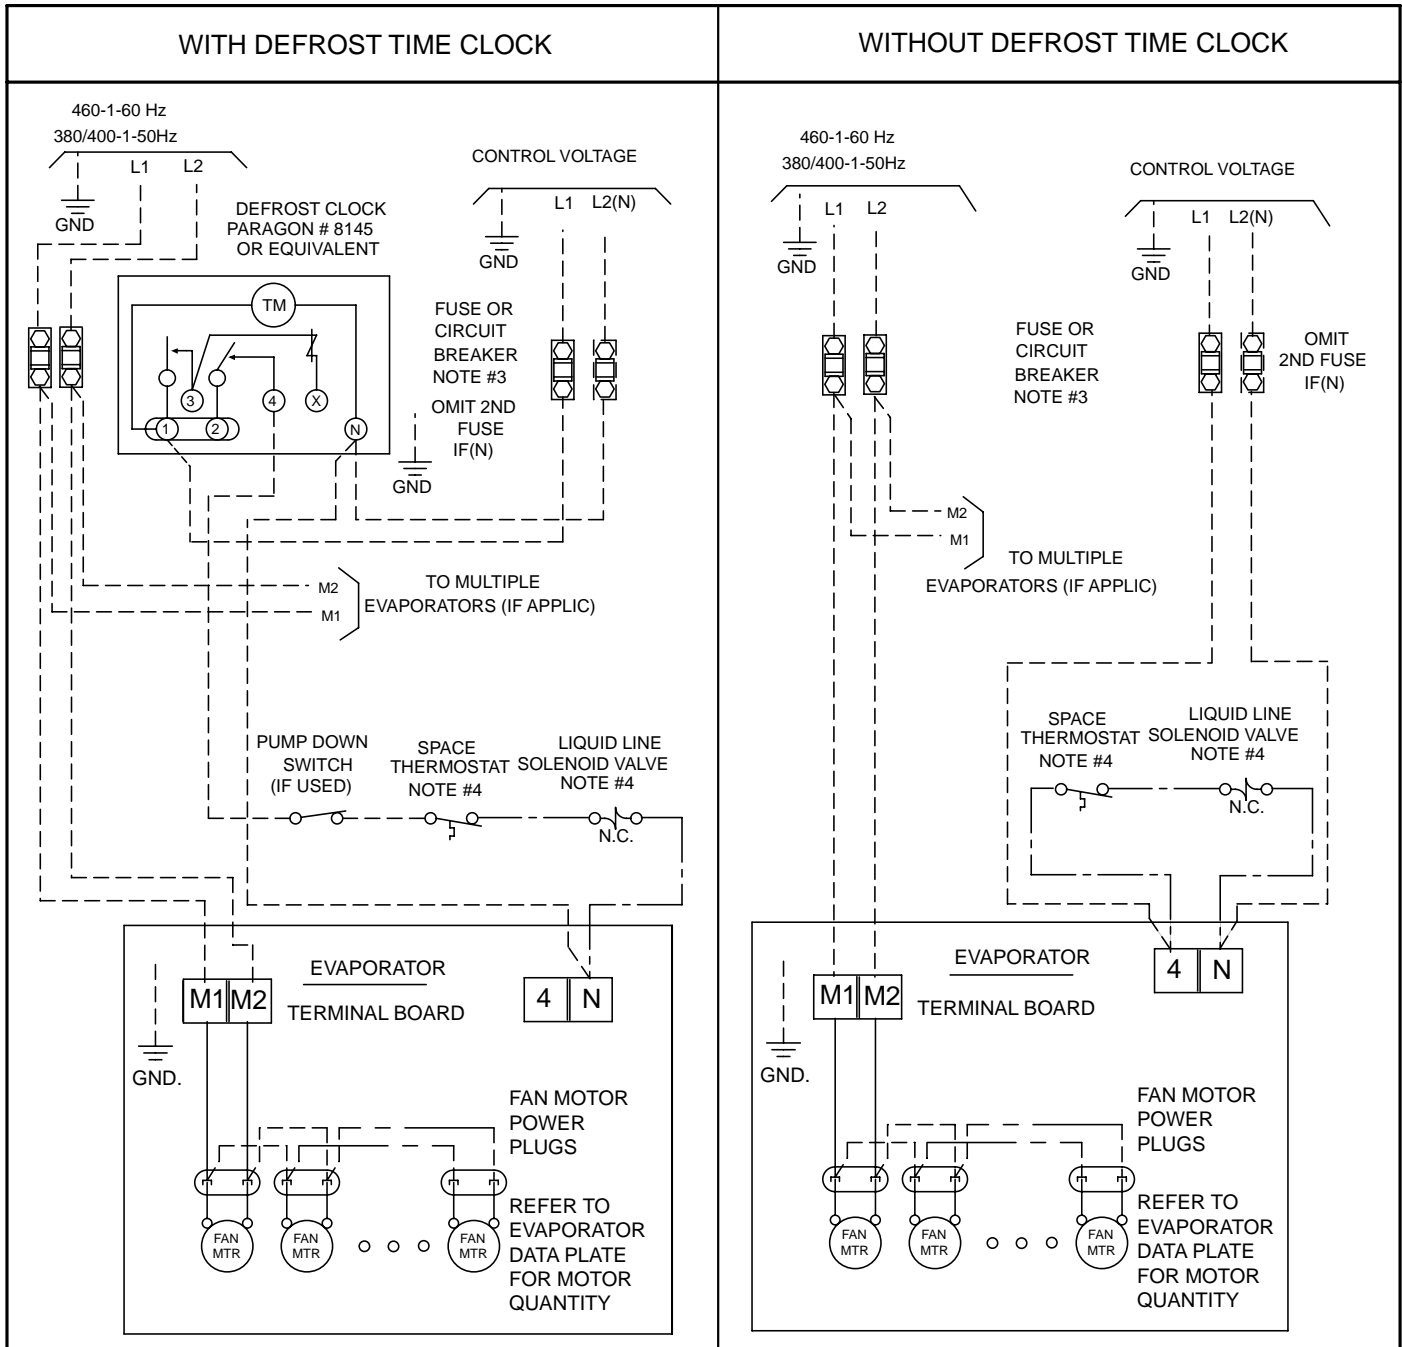 WITH DEFROST TIME CLOCK
460-1-60 Hz
380/400-1-50Hz
L1
L2
GND
DEFROST CLOCK
PARAGON # 8145
OR EQUIVALENT
CONTROL VOLTAGE
L1
L2(N)
GND
TM
3
4
X
1
2
N
FUSE OR
CIRCUIT
BREAKER
NOTE #3
OMIT 2ND
FUSE
IF(N)
GND
M2
M1
TO MULTIPLE
EVAPORATORS (IF APPLIC)
PUMP DOWN
SWITCH
(IF USED)
SPACE
THERMOSTAT
NOTE #4
LIQUID LINE
SOLENOID VALVE
NOTE #4
N.C.
EVAPORATOR
M1
M2
TERMINAL BOARD
4
N
GND.
FAN MOTOR
POWER
PLUGS
REFER TO
EVAPORATOR
DATA PLATE
FOR MOTOR
QUANTITY
FAN
MTR
FAN
MTR
FAN
MTR
WITHOUT DEFROST TIME CLOCK
460-1-60 Hz
380/400-1-50Hz
L1
L2
GND
CONTROL VOLTAGE
L1
L2(N)
GND
FUSE OR
CIRCUIT
BREAKER
NOTE #3
OMIT
2ND FUSE
IF(N)
M2
M1
TO MULTIPLE
EVAPORATORS (IF APPLIC)
SPACE
THERMOSTAT
NOTE #4
LIQUID LINE
SOLENOID VALVE
NOTE #4
N.C.
EVAPORATOR
4
N
M1
M2
TERMINAL BOARD
GND.
FAN MOTOR
POWER
PLUGS
REFER TO
EVAPORATOR
DATA PLATE
FOR MOTOR
QUANTITY
FAN
MTR
FAN
MTR
FAN
MTR